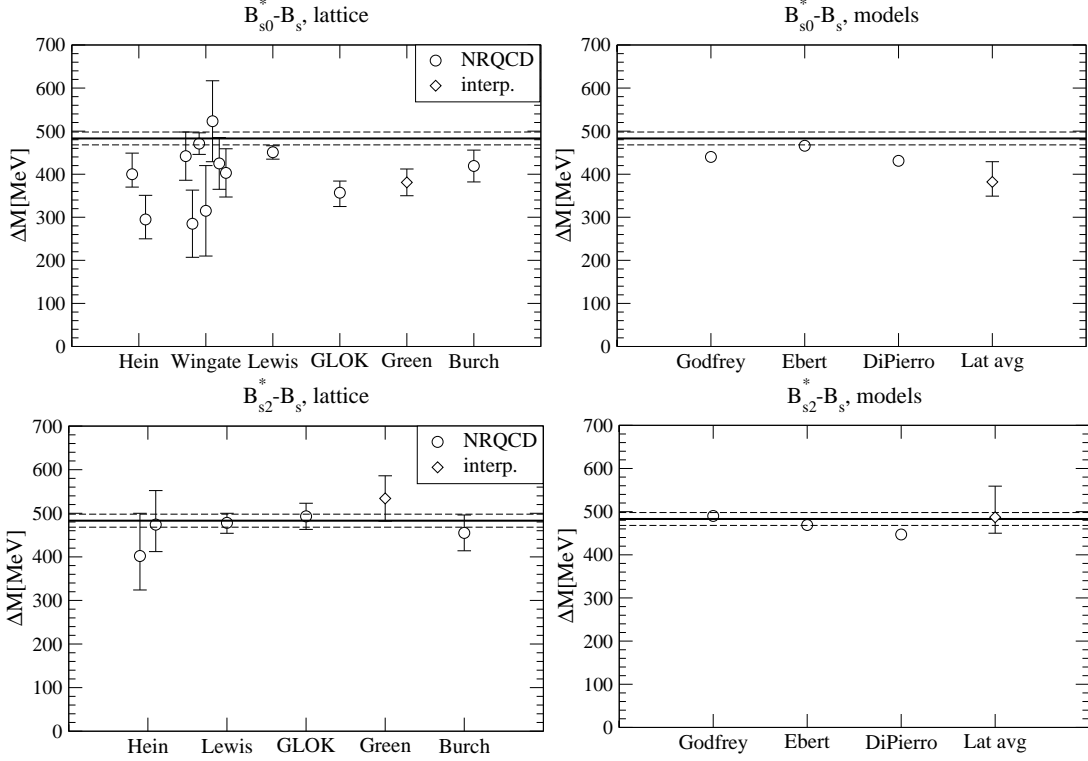 B*s0-Bs, lattice
700
600
500
400
300
200
100
0
ΔM[MeV]
NRQCD
interp.
Hein Wingate Lewis GLOK Green Burch
B*s0-Bs, models
700
600
500
400
300
200
100
0
ΔM[MeV]
Godfrey Ebert DiPierro Lat avg
B*s2-Bs, lattice
700
600
500
400
300
200
100
0
ΔM[MeV]
NRQCD
interp.
Hein Lewis GLOK Green Burch
B*s2-Bs, models
700
600
500
400
300
200
100
0
ΔM[MeV]
Godfrey Ebert DiPierro Lat avg